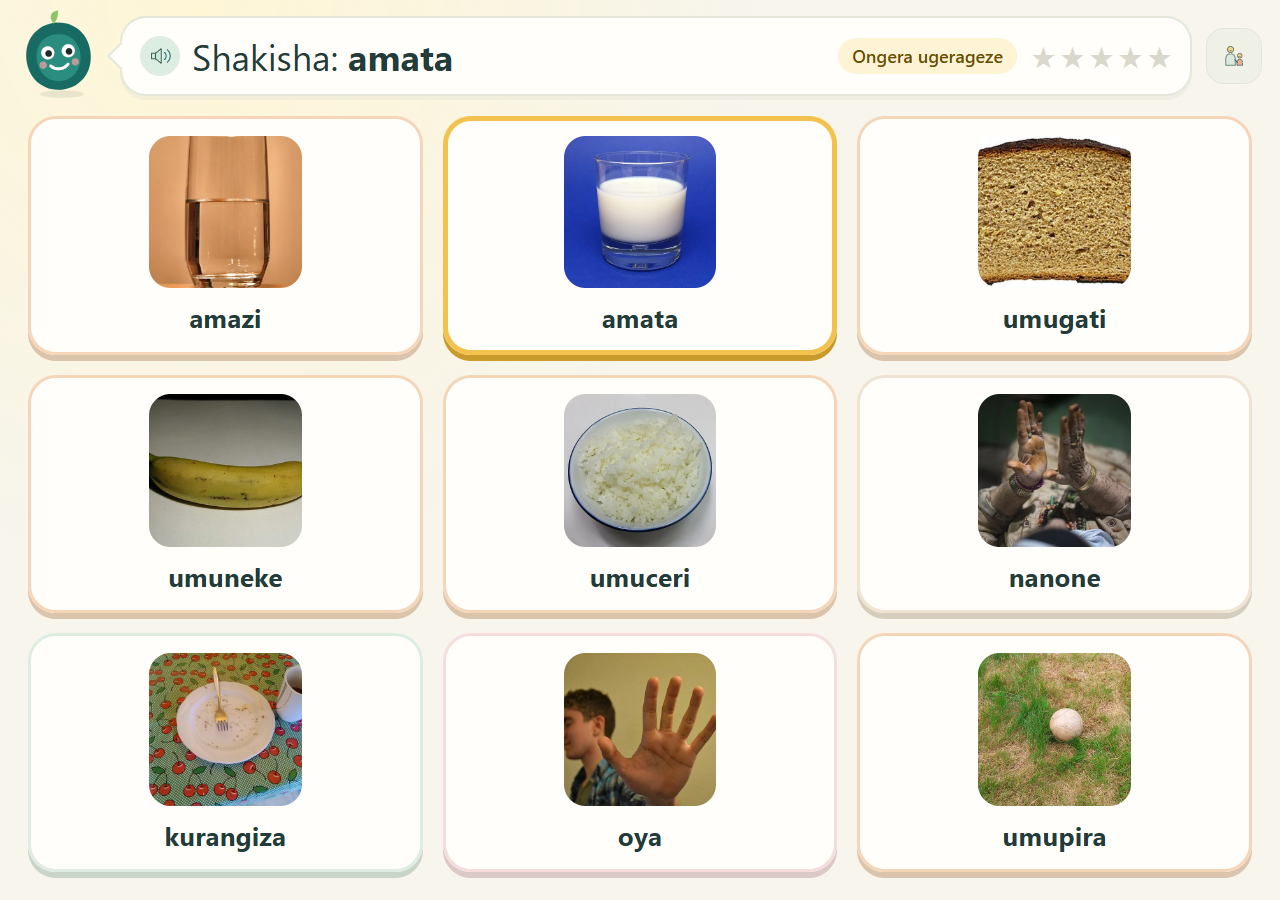 Shakisha: amata
Ongera ugerageze
amazi
amata
umugati
umuneke
umuceri
nanone
kurangiza
oya
umupira